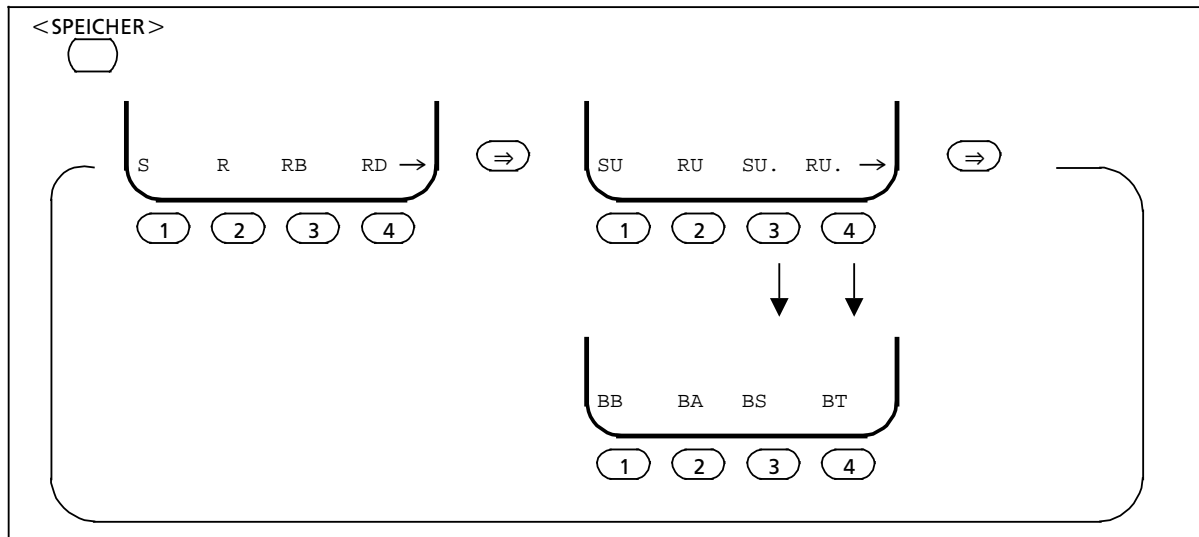 <SPEICHER>
S R RB RD → ⇒ SU RU SU. RU. → ⇒
1 2 3 4 1 2 3 4
BB BA BS BT
1 2 3 4